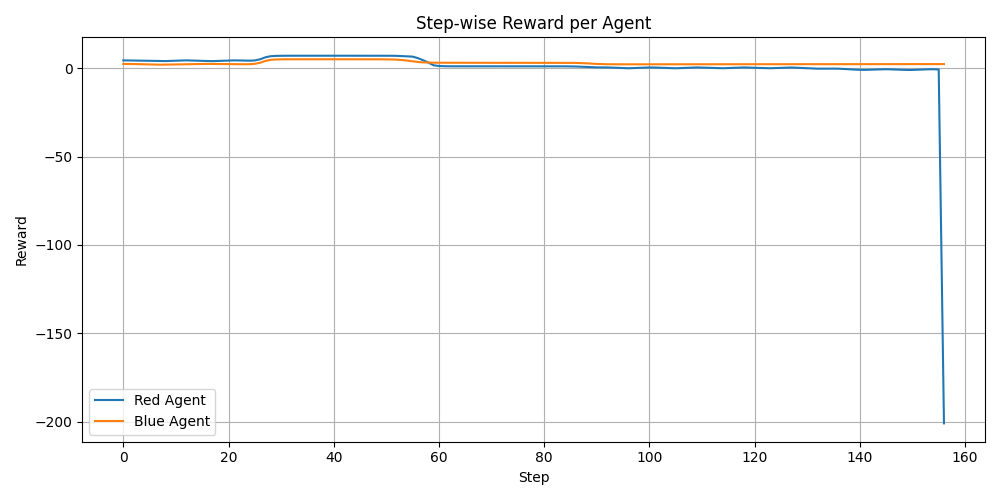 Step-wise Reward per Agent
Reward
0
−50
−100
−150
−200
Red Agent
Blue Agent
0 20 40 60 80 100 120 140 160
Step